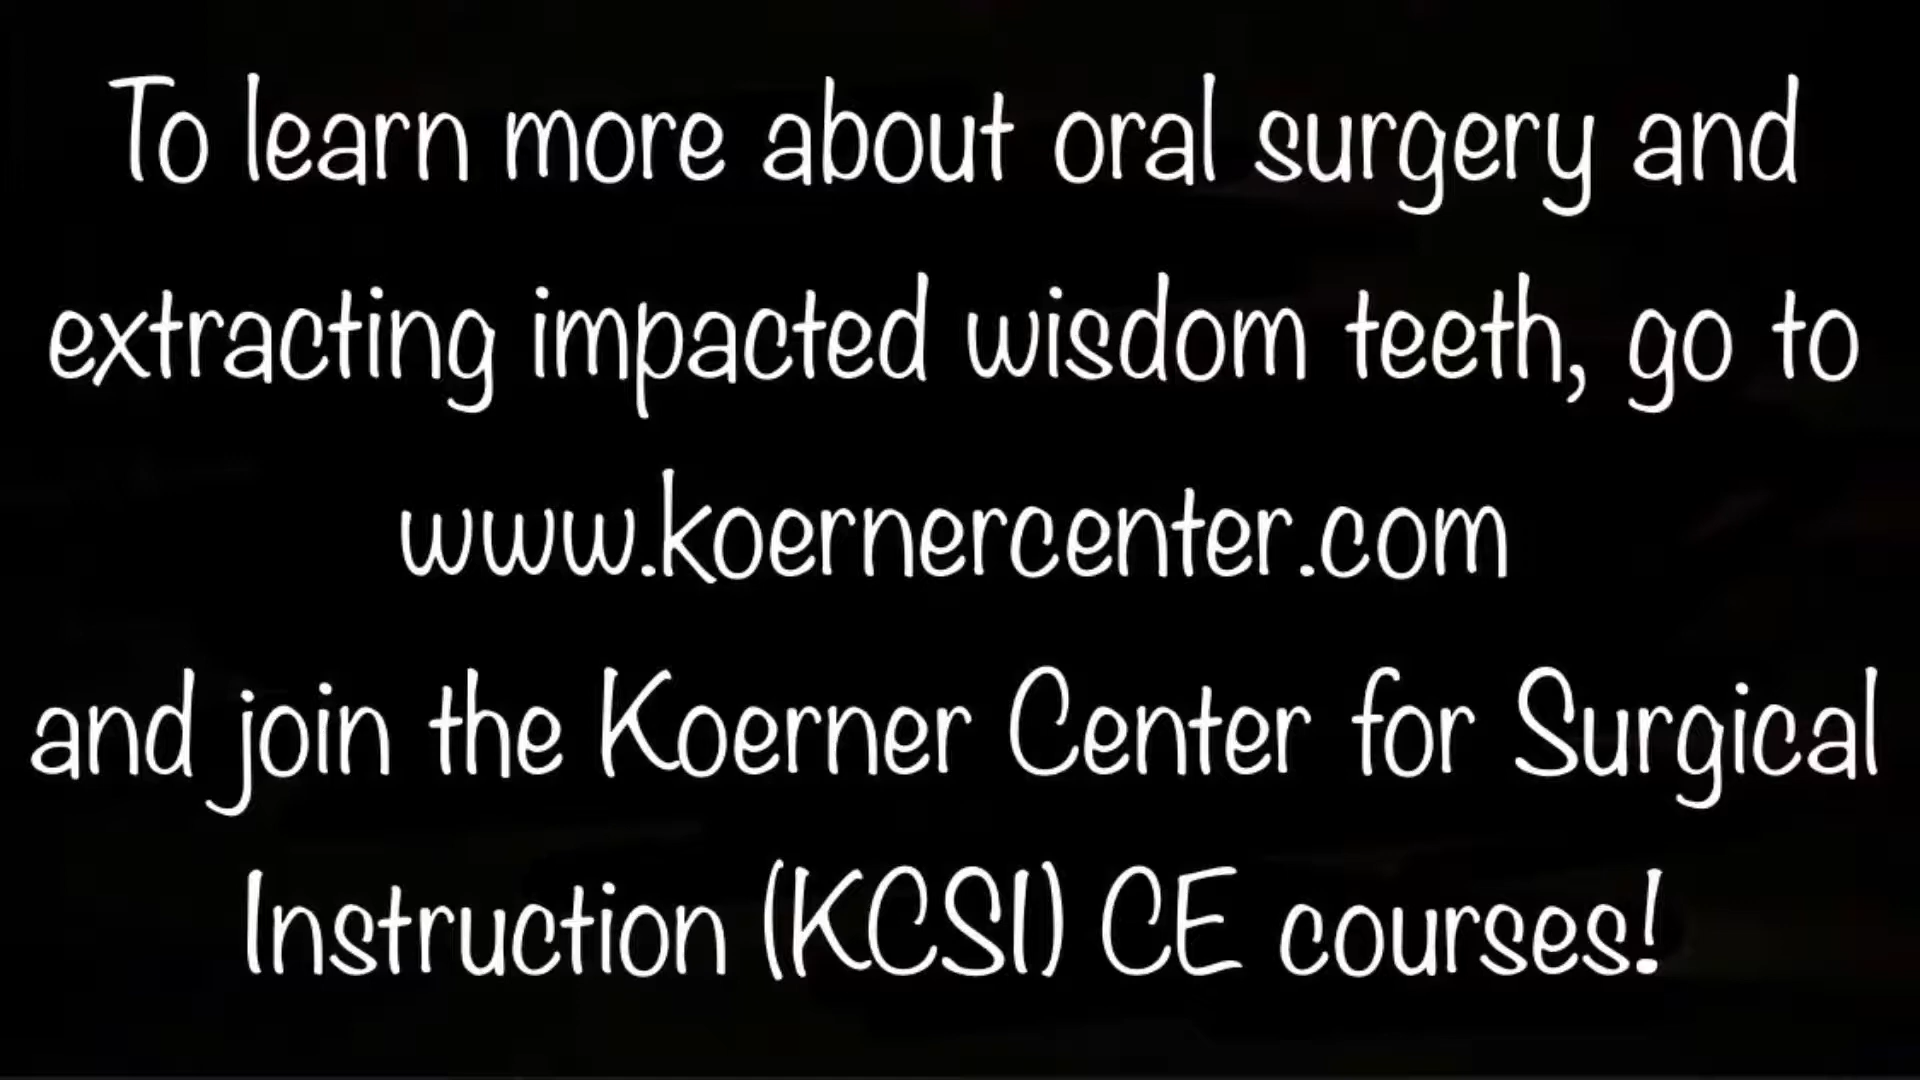 To learn more about oral surgery and
extracting impacted wisdom teeth, go to
www.koernercenter.com
and join the Koerner Center for Surgical
Instruction (KCSI) CE courses!